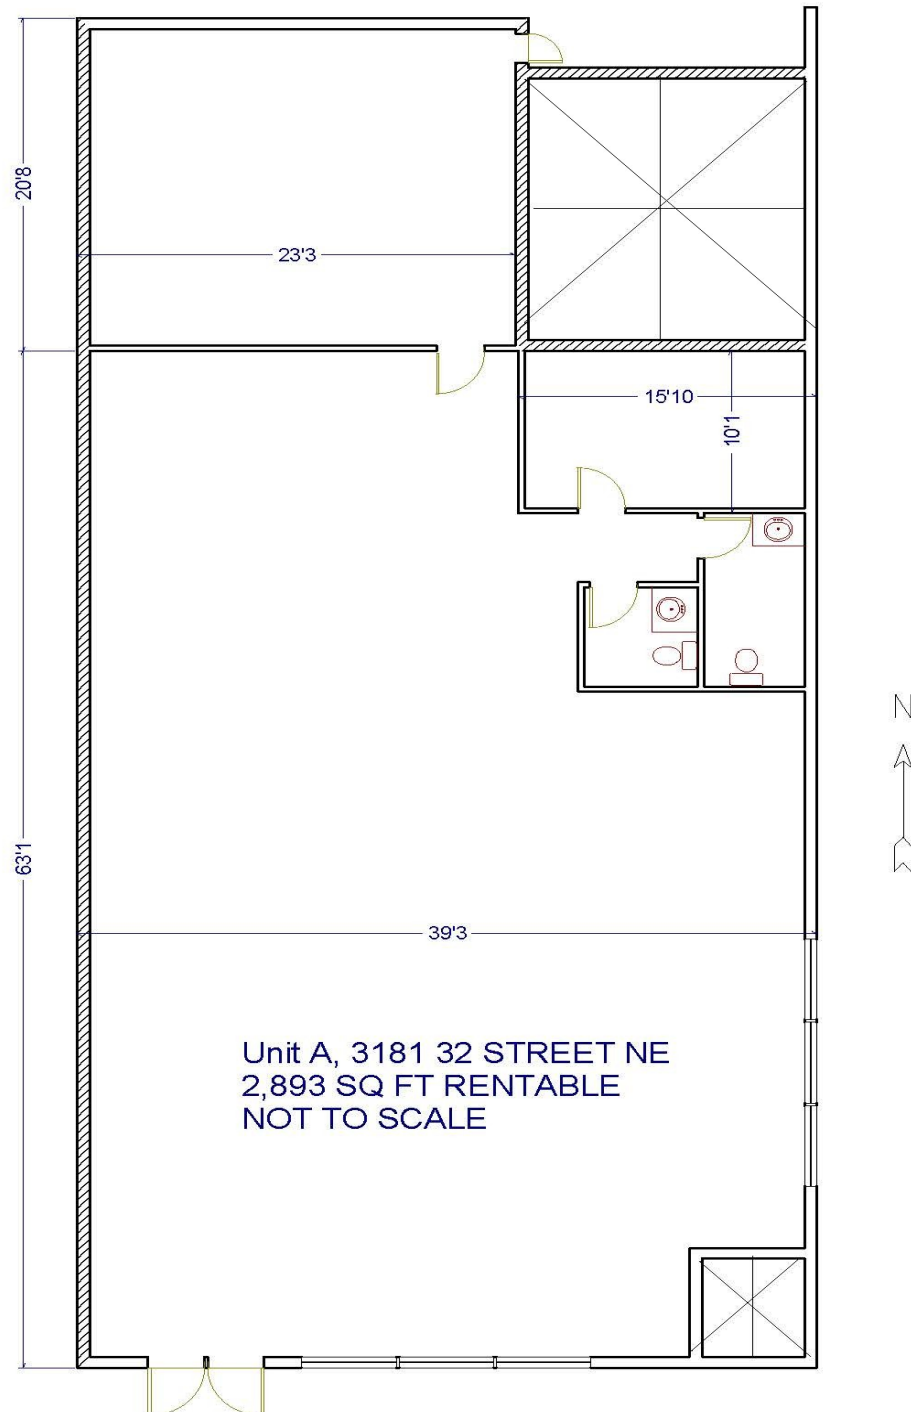 20'8
23'3
15'10
10'1
N
63'1
39'3
Unit A, 3181 32 STREET NE
2,893 SQ FT RENTABLE
NOT TO SCALE